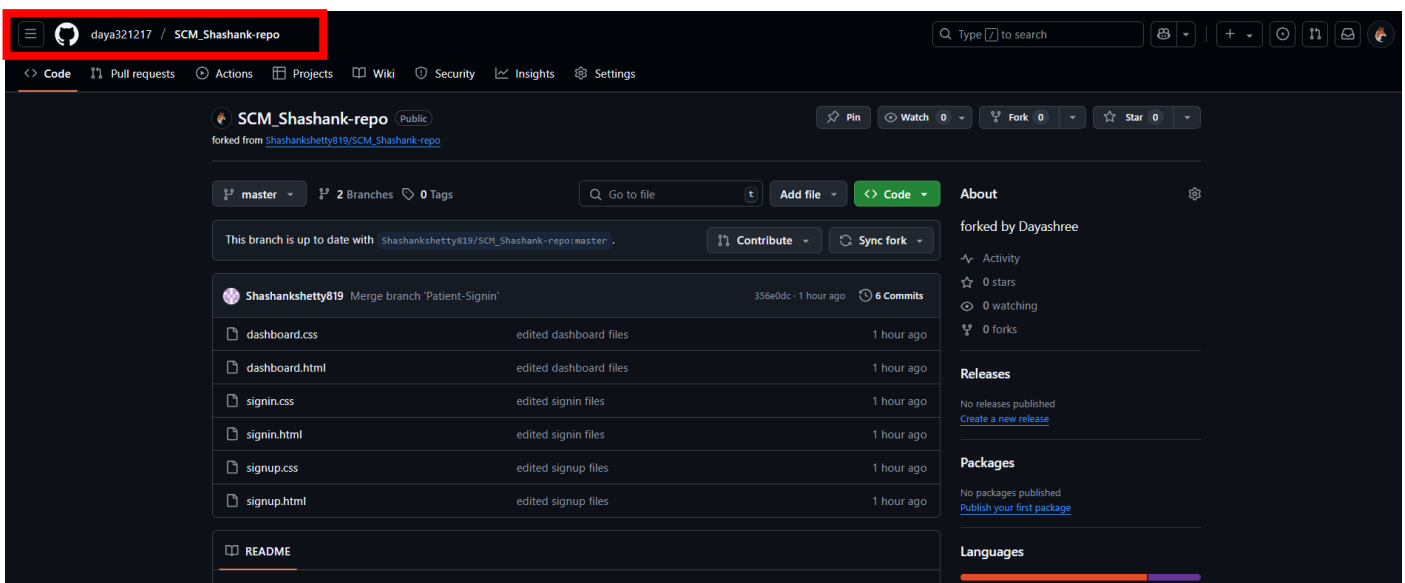 daya321217 / SCM_Shashank-repo
Type / to search
Code Pull requests Actions Projects Wiki Security Insights Settings
SCM_Shashank-repo Public
Pin Watch 0 Fork 0 Star 0
forked from Shashankshetty819/SCM_Shashank-repo
master 2 Branches 0 Tags Go to file t Add file Code
This branch is up to date with Shashankshetty819/SCM_Shashank-repo:master . Contribute Sync fork
Shashankshetty819 Merge branch 'Patient-Signin' 356e0dc · 1 hour ago 6 Commits
dashboard.css edited dashboard files 1 hour ago
dashboard.html edited dashboard files 1 hour ago
signin.css edited signin files 1 hour ago
signin.html edited signin files 1 hour ago
signup.css edited signup files 1 hour ago
signup.html edited signup files 1 hour ago
README
About
forked by Dayashree
Activity
0 stars
0 watching
0 forks
Releases
No releases published
Create a new release
Packages
No packages published
Publish your first package
Languages